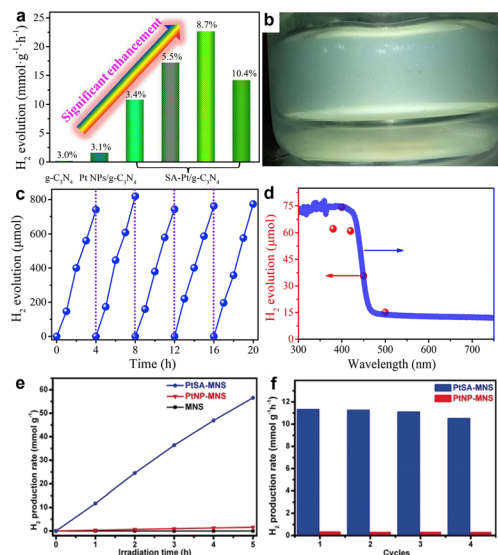 a
H₂ evolution (mmol·g⁻¹·h⁻¹)
25
20
15
10
5
0
Significant enhancement
3.0%
3.1%
3.4%
5.5%
8.7%
10.4%
g-C₃N₄ Pt NPs/g-C₃N₄ SA-Pt/g-C₃N₄
b
c
H₂ evolution (μmol)
800
600
400
200
0
0 4 8 12 16 20
Time (h)
d
H₂ evolution (μmol)
75
60
45
30
15
300 400 500 600 700
Wavelength (nm)
e
PtSA-MNS
PtNP-MNS
MNS
H₂ production rate (mmol g⁻¹)
60
50
40
30
20
10
0
0 1 2 3 4 5
Irradiation time (h)
f
PtSA-MNS
PtNP-MNS
H₂ production rate (mmol g⁻¹h⁻¹)
14
12
10
8
6
4
2
0
1 2 3 4
Cycles